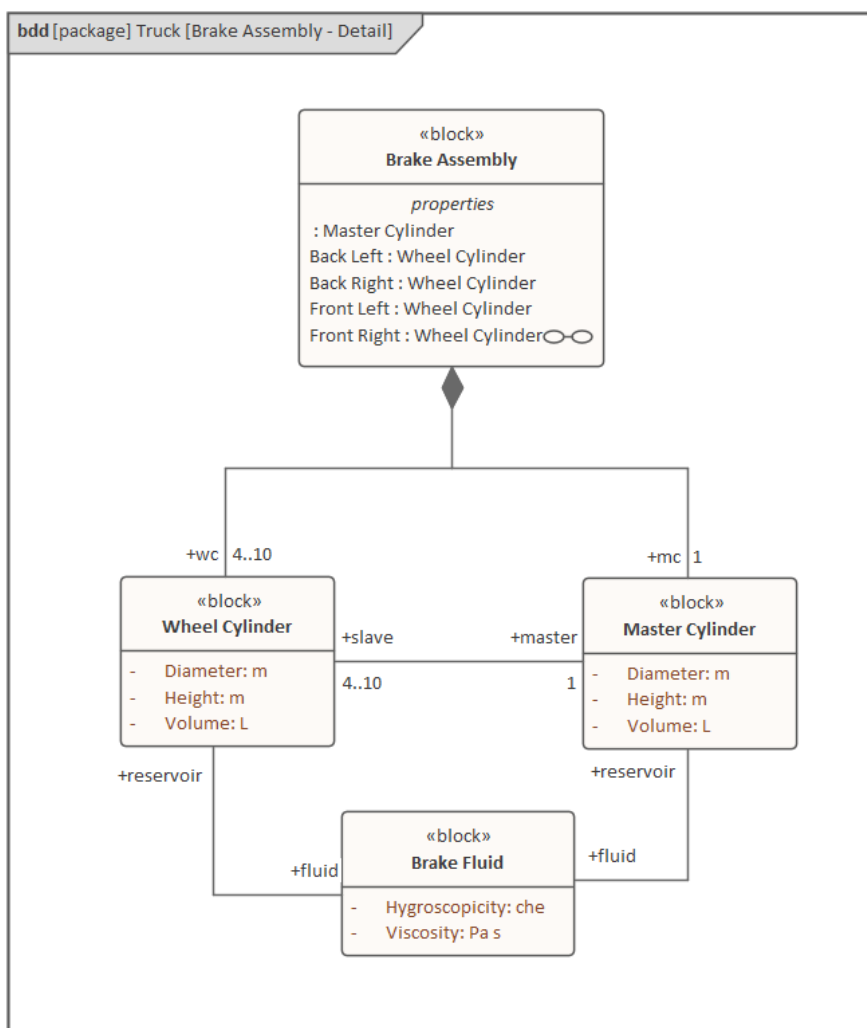 bdd [package] Truck [Brake Assembly - Detail]
«block»
Brake Assembly
properties
: Master Cylinder
Back Left : Wheel Cylinder
Back Right : Wheel Cylinder
Front Left : Wheel Cylinder
Front Right : Wheel Cylinder
+wc 4..10
+mc 1
«block»
Wheel Cylinder
- Diameter: m
- Height: m
- Volume: L
+slave
4..10
+master
1
«block»
Master Cylinder
- Diameter: m
- Height: m
- Volume: L
+reservoir
+reservoir
+fluid
+fluid
«block»
Brake Fluid
- Hygroscopicity: che
- Viscosity: Pa s